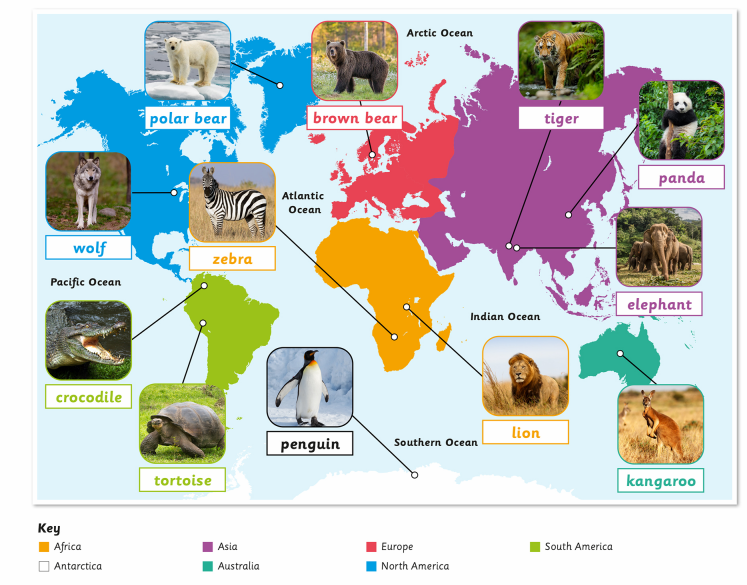 Arctic Ocean
polar bear
brown bear
tiger
panda
wolf
zebra
Atlantic
Ocean
Pacific Ocean
elephant
Indian Ocean
crocodile
penguin
lion
Southern Ocean
tortoise
kangaroo
Key
Africa
Asia
Europe
South America
Antarctica
Australia
North America